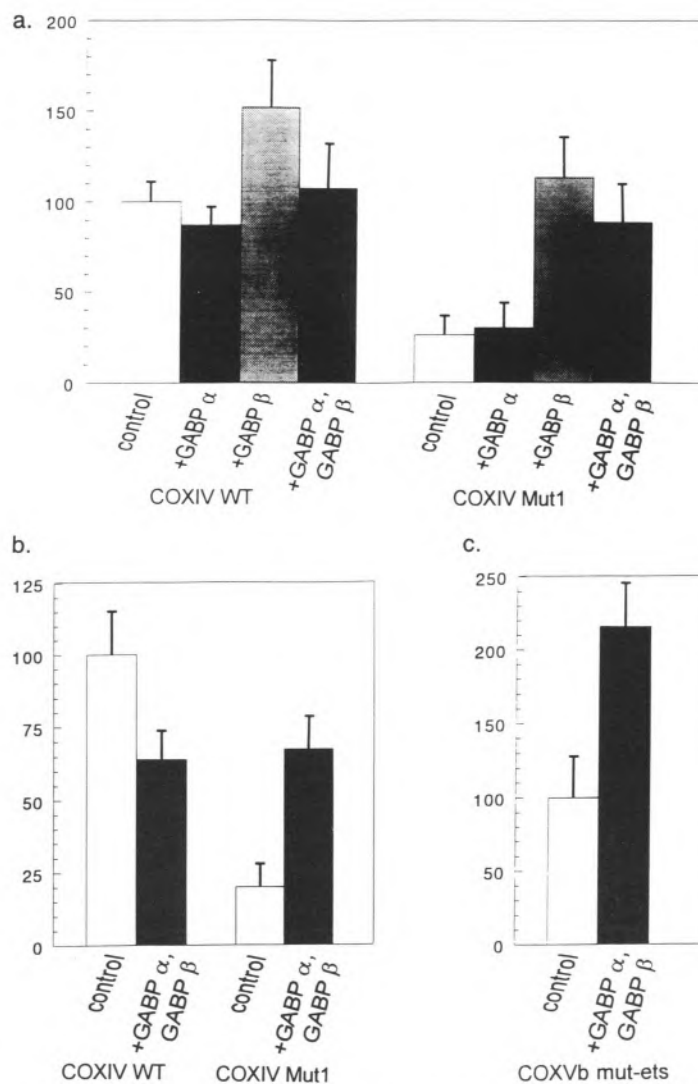 a.
200
150
100
50
0
control
+GABP α
+GABP β
+GABP α,
GABP β
control
+GABP α
+GABP β
+GABP α,
GABP β
COXIV WT
COXIV Mut1
b.
125
100
75
50
25
0
control
+GABP α,
GABP β
control
+GABP α,
GABP β
COXIV WT
COXIV Mut1
c.
250
200
150
100
50
0
control
+GABP α,
GABP β
COXVb mut-ets